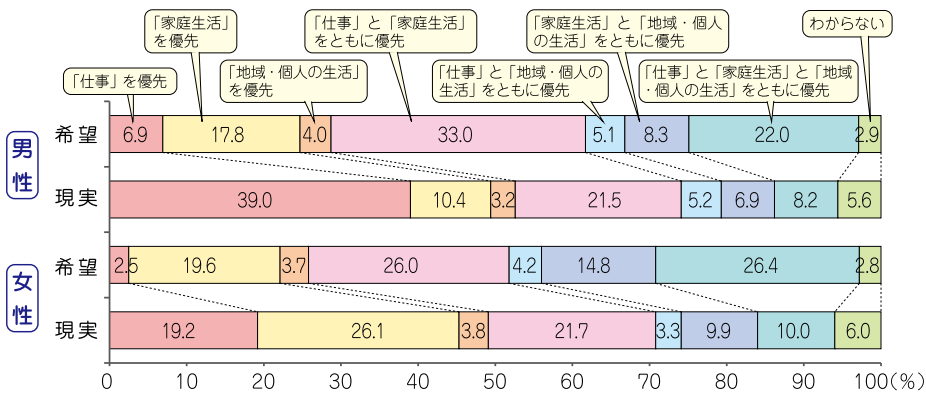 「家庭生活」
を優先
「仕事」と「家庭生活」
をともに優先
「家庭生活」と「地域・個人
の生活」をともに優先
わからない
「仕事」を優先
「地域・個人の生活」
を優先
「仕事」と「地域・個人の
生活」をともに優先
「仕事」と「家庭生活」と「地域
・個人の生活」をともに優先
男性
希望
6.9 17.8 4.0 33.0 5.1 8.3 22.0 2.9
現実
39.0 10.4 3.2 21.5 5.2 6.9 8.2 5.6
女性
希望
2.5 19.6 3.7 26.0 4.2 14.8 26.4 2.8
現実
19.2 26.1 3.8 21.7 3.3 9.9 10.0 6.0
0 10 20 30 40 50 60 70 80 90 100(%)